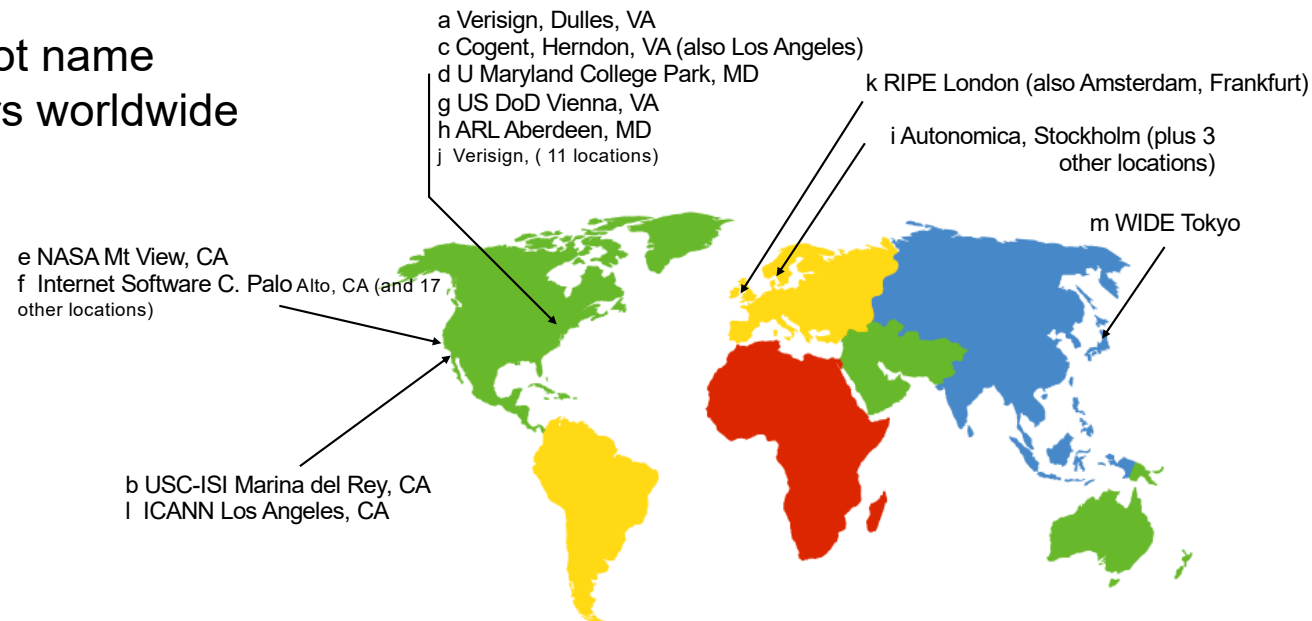 ot name
rs worldwide
a Verisign, Dulles, VA
c Cogent, Herndon, VA (also Los Angeles)
d U Maryland College Park, MD
g US DoD Vienna, VA
h ARL Aberdeen, MD
j Verisign, ( 11 locations)
k RIPE London (also Amsterdam, Frankfurt)
i Autonomica, Stockholm (plus 3
other locations)
m WIDE Tokyo
e NASA Mt View, CA
f Internet Software C. Palo Alto, CA (and 17
other locations)
b USC-ISI Marina del Rey, CA
l ICANN Los Angeles, CA